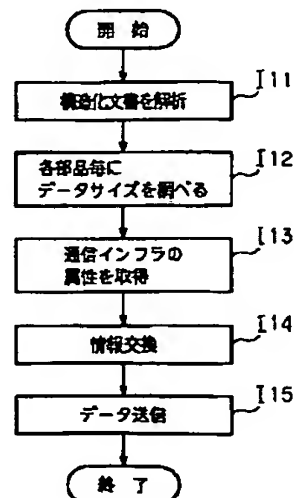 開 始
構造化文書を解析
I11
各部品毎に
データサイズを調べる
I12
通信インフラの
属性を取得
I13
情報交換
I14
データ送信
I15
終 了